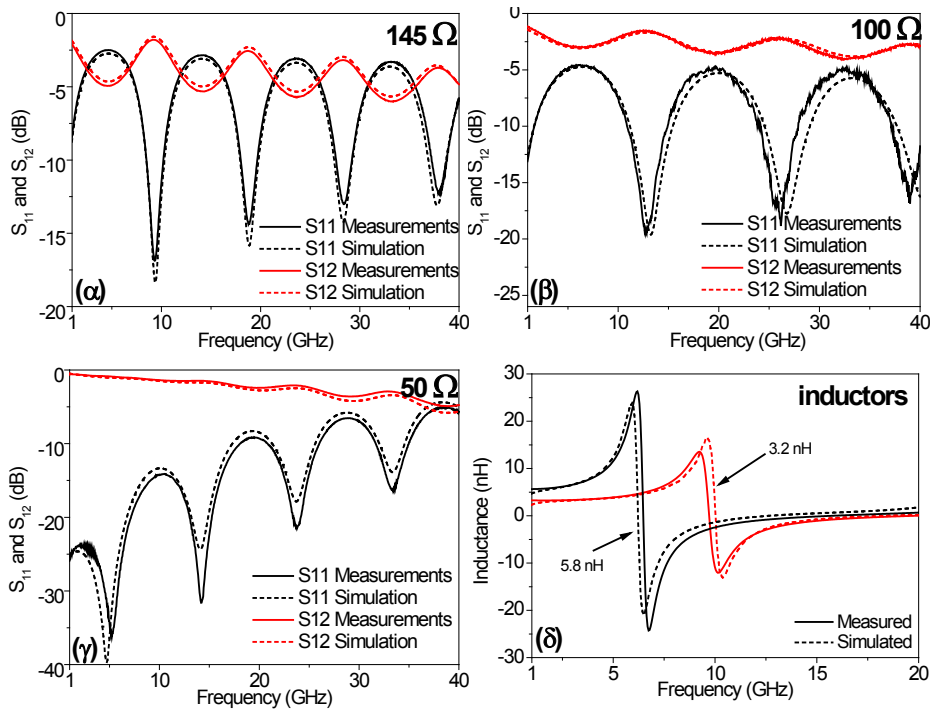 145 Ω
0
-5
-10
-15
-20
S11 and S12 (dB)
S11 Measurements
S11 Simulation
S12 Measurements
S12 Simulation
(α)
1 10 20 30 40
Frequency (GHz)
100 Ω
0
-5
-10
-15
-20
-25
S11 and S12 (dB)
S11 Measurements
S11 Simulation
S12 Measurements
S12 Simulation
(β)
1 10 20 30 40
Frequency (GHz)
50 Ω
0
-10
-20
-30
-40
S11 and S12 (dB)
S11 Measurements
S11 Simulation
S12 Measurements
S12 Simulation
(γ)
1 10 20 30 40
Frequency (GHz)
inductors
30
20
10
0
-10
-20
-30
Inductance (nH)
3.2 nH
5.8 nH
Measured
Simulated
(δ)
1 5 10 15 20
Frequency (GHz)